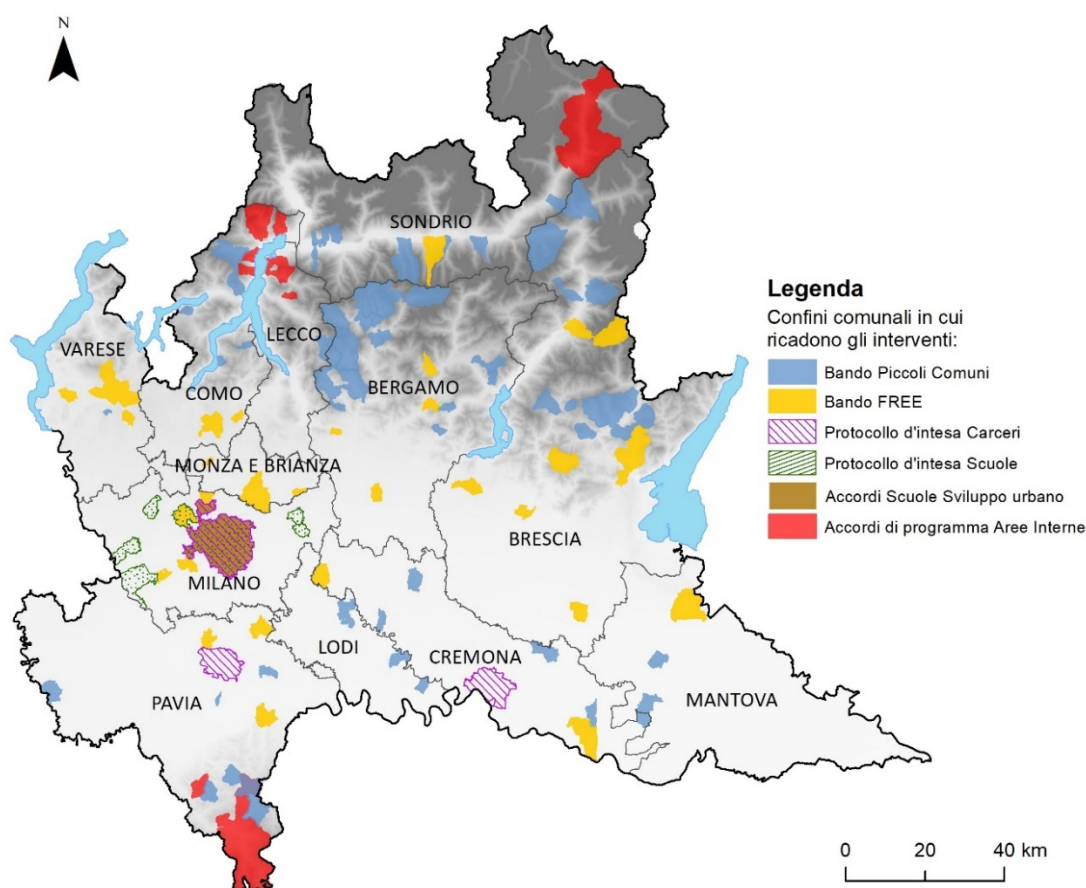 N
SONDRIO
LECCO
VARESE
BERGAMO
COMO
MONZA E BRIANZA
BRESCIA
MILANO
LODI
CREMONA
PAVIA
MANTOVA
Legenda
Confini comunali in cui
ricadono gli interventi:
Bando Piccoli Comuni
Bando FREE
Protocollo d'intesa Carceri
Protocollo d'intesa Scuole
Accordi Scuole Sviluppo urbano
Accordi di programma Aree Interne
0 20 40 km